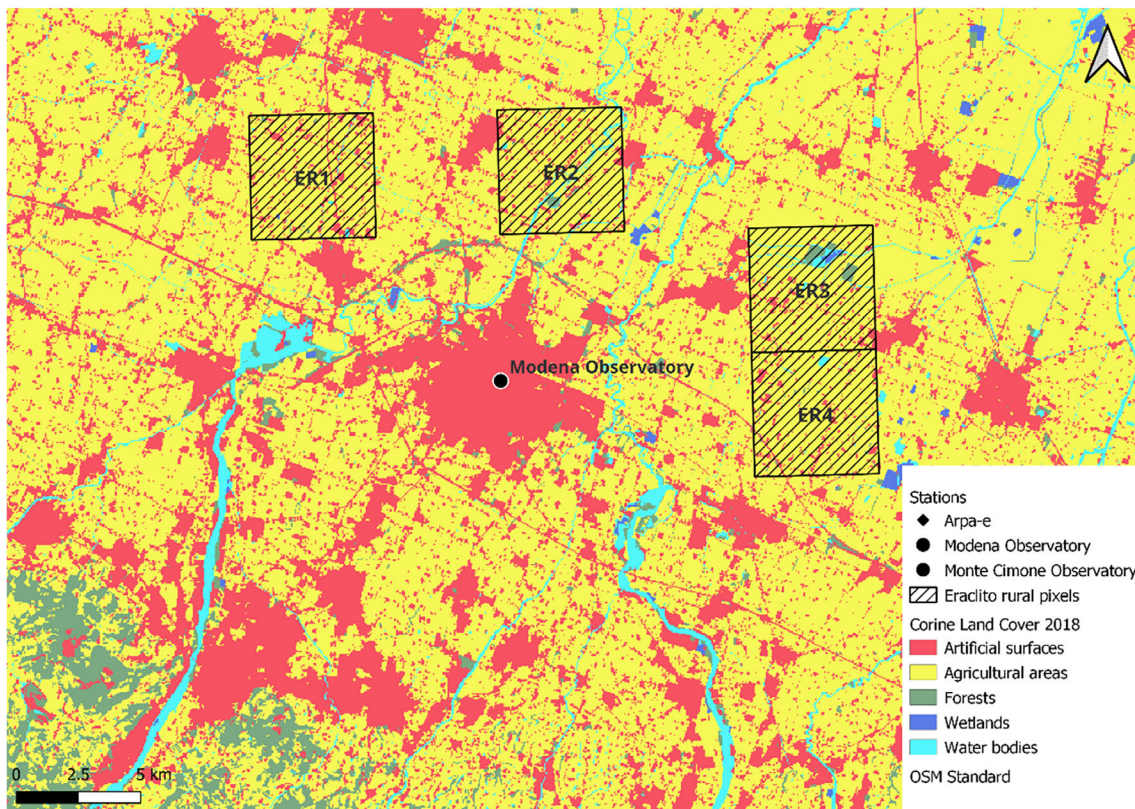 ER1
ER2
ER3
Modena Observatory
ER4
Stations
Arpa-e
Modena Observatory
Monte Cimone Observatory
Eraclito rural pixels
Corine Land Cover 2018
Artificial surfaces
Agricultural areas
Forests
Wetlands
Water bodies
OSM Standard
0 2.5 5 km